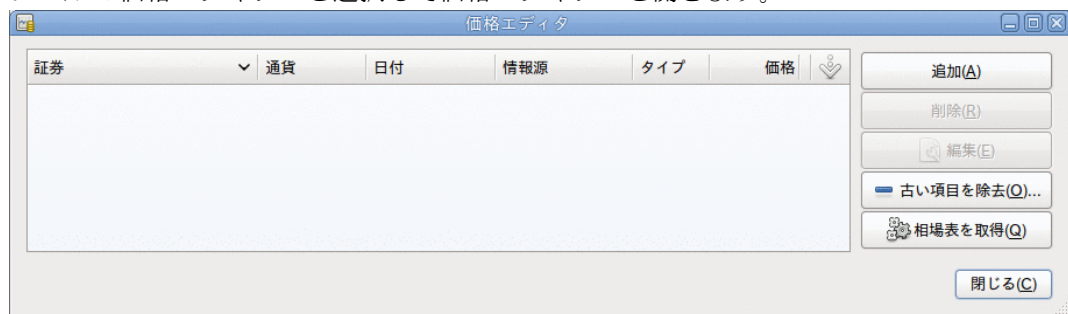 価格エディタ
証券 通貨 日付 情報源 タイプ 価格
追加(A)
削除(R)
編集(E)
古い項目を除去(O)...
相場表を取得(Q)
閉じる(C)